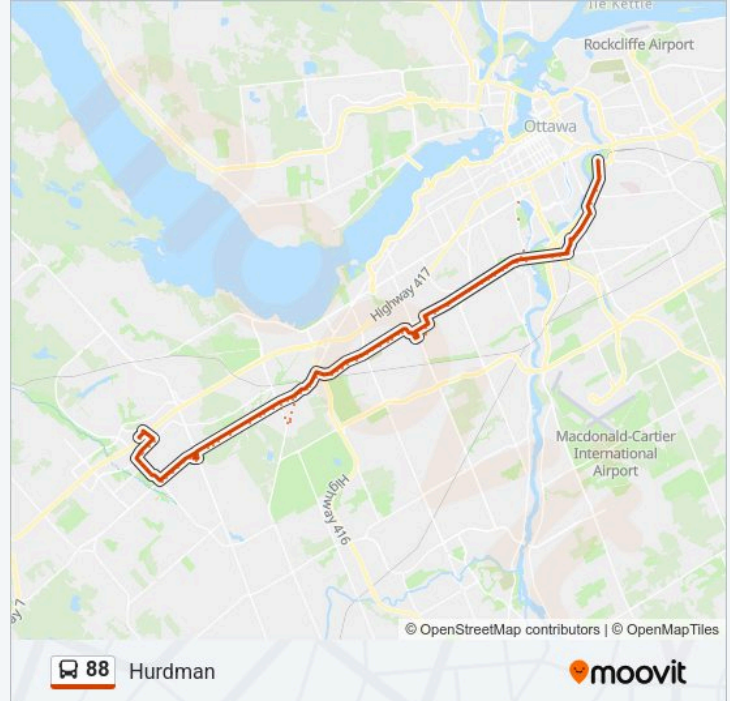 Île Kettle
Rockcliffe Airport
Ottawa
Highway 417
Macdonald-Cartier
International
Airport
Highway 416
y 7
© OpenStreetMap contributors | © OpenMapTiles
88 Hurdman
moovit